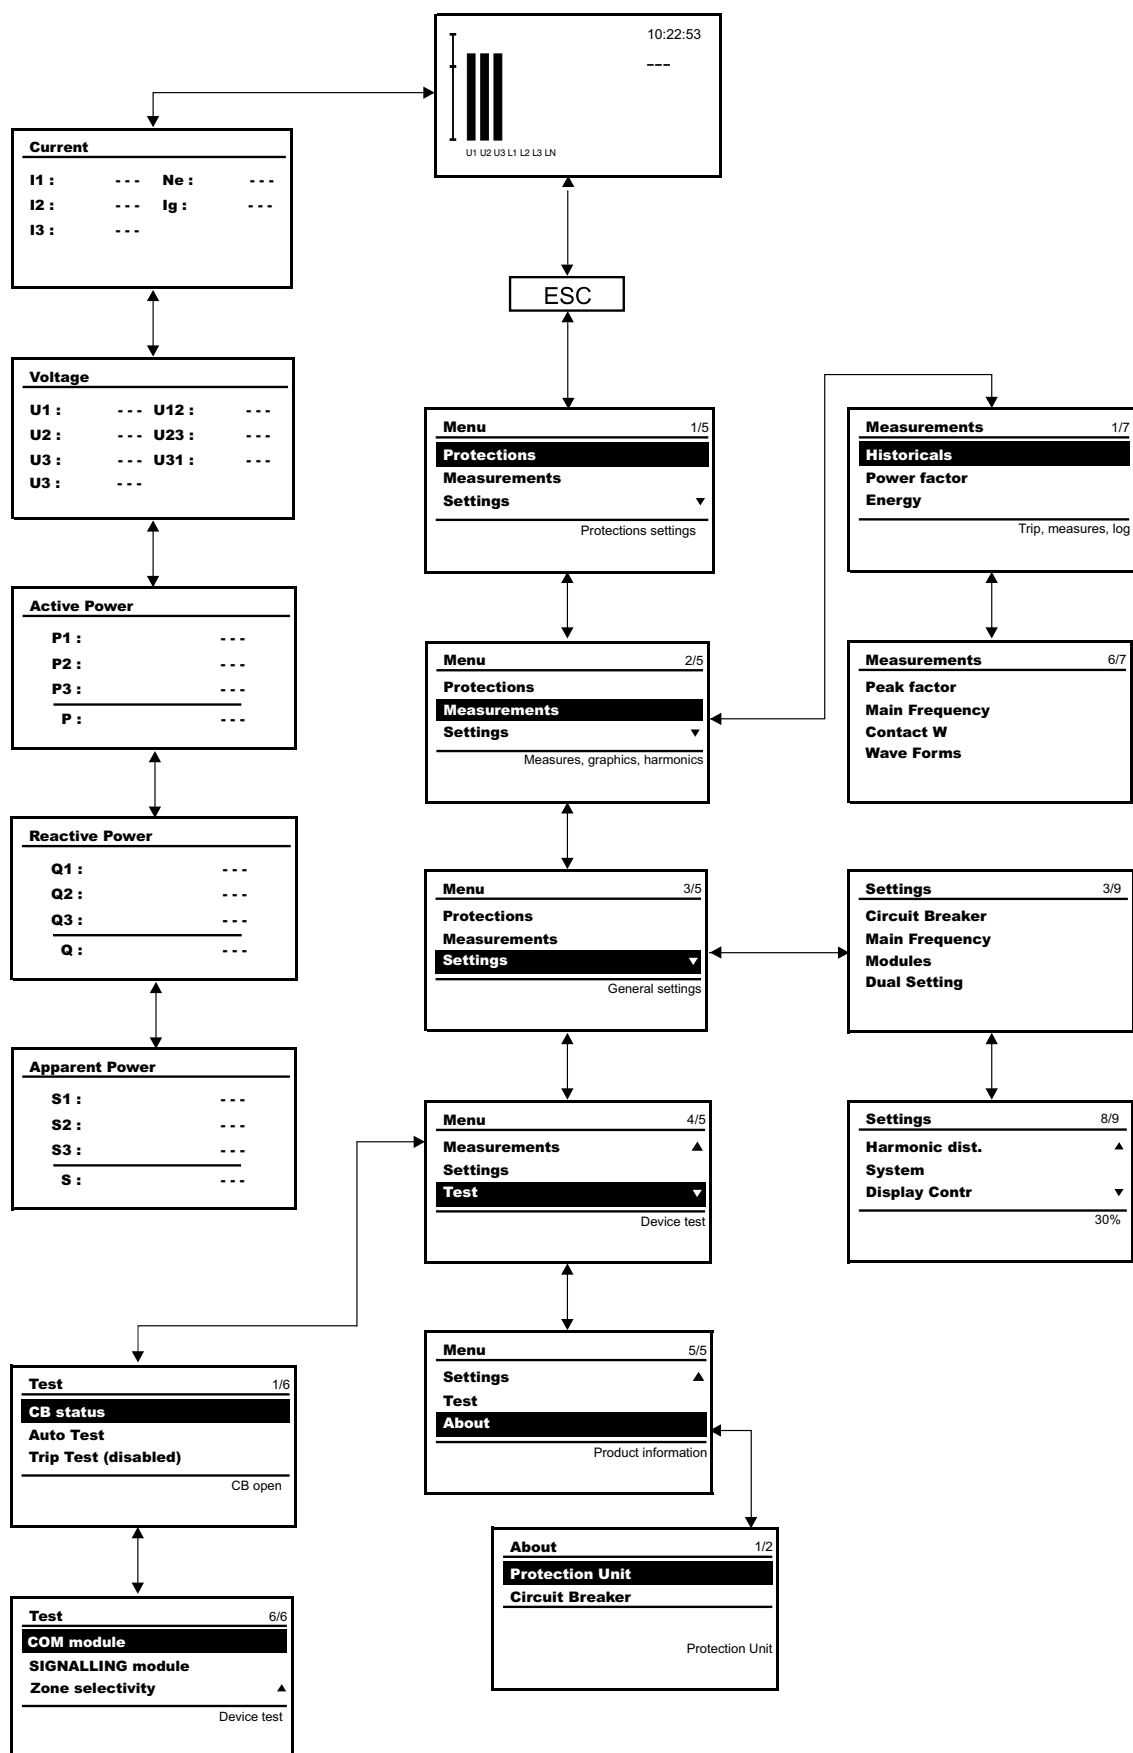 10:22:53
---
U1 U2 U3 L1 L2 L3 LN
Current
I1 : --- Ne : ---
I2 : --- Ig : ---
I3 : ---
ESC
Voltage
U1 : --- U12 : ---
U2 : --- U23 : ---
U3 : --- U31 : ---
U3 : ---
Active Power
P1 : ---
P2 : ---
P3 : ---
P : ---
Reactive Power
Q1 : ---
Q2 : ---
Q3 : ---
Q : ---
Apparent Power
S1 : ---
S2 : ---
S3 : ---
S : ---
Menu 1/5
Protections
Measurements
Settings ▼
Protections settings
Measurements 1/7
Historicals
Power factor
Energy
Trip, measures, log
Menu 2/5
Protections
Measurements
Settings ▼
Measures, graphics, harmonics
Measurements 6/7
Peak factor
Main Frequency
Contact W
Wave Forms
Menu 3/5
Protections
Measurements
Settings ▼
General settings
Settings 3/9
Circuit Breaker
Main Frequency
Modules
Dual Setting
Menu 4/5
Measurements ▲
Settings
Test ▼
Device test
Settings 8/9
Harmonic dist. ▲
System
Display Contr ▼
30%
Menu 5/5
Settings ▲
Test
About
Product information
Test 1/6
CB status
Auto Test
Trip Test (disabled)
CB open
About 1/2
Protection Unit
Circuit Breaker
Protection Unit
Test 6/6
COM module
SIGNALLING module
Zone selectivity ▲
Device test